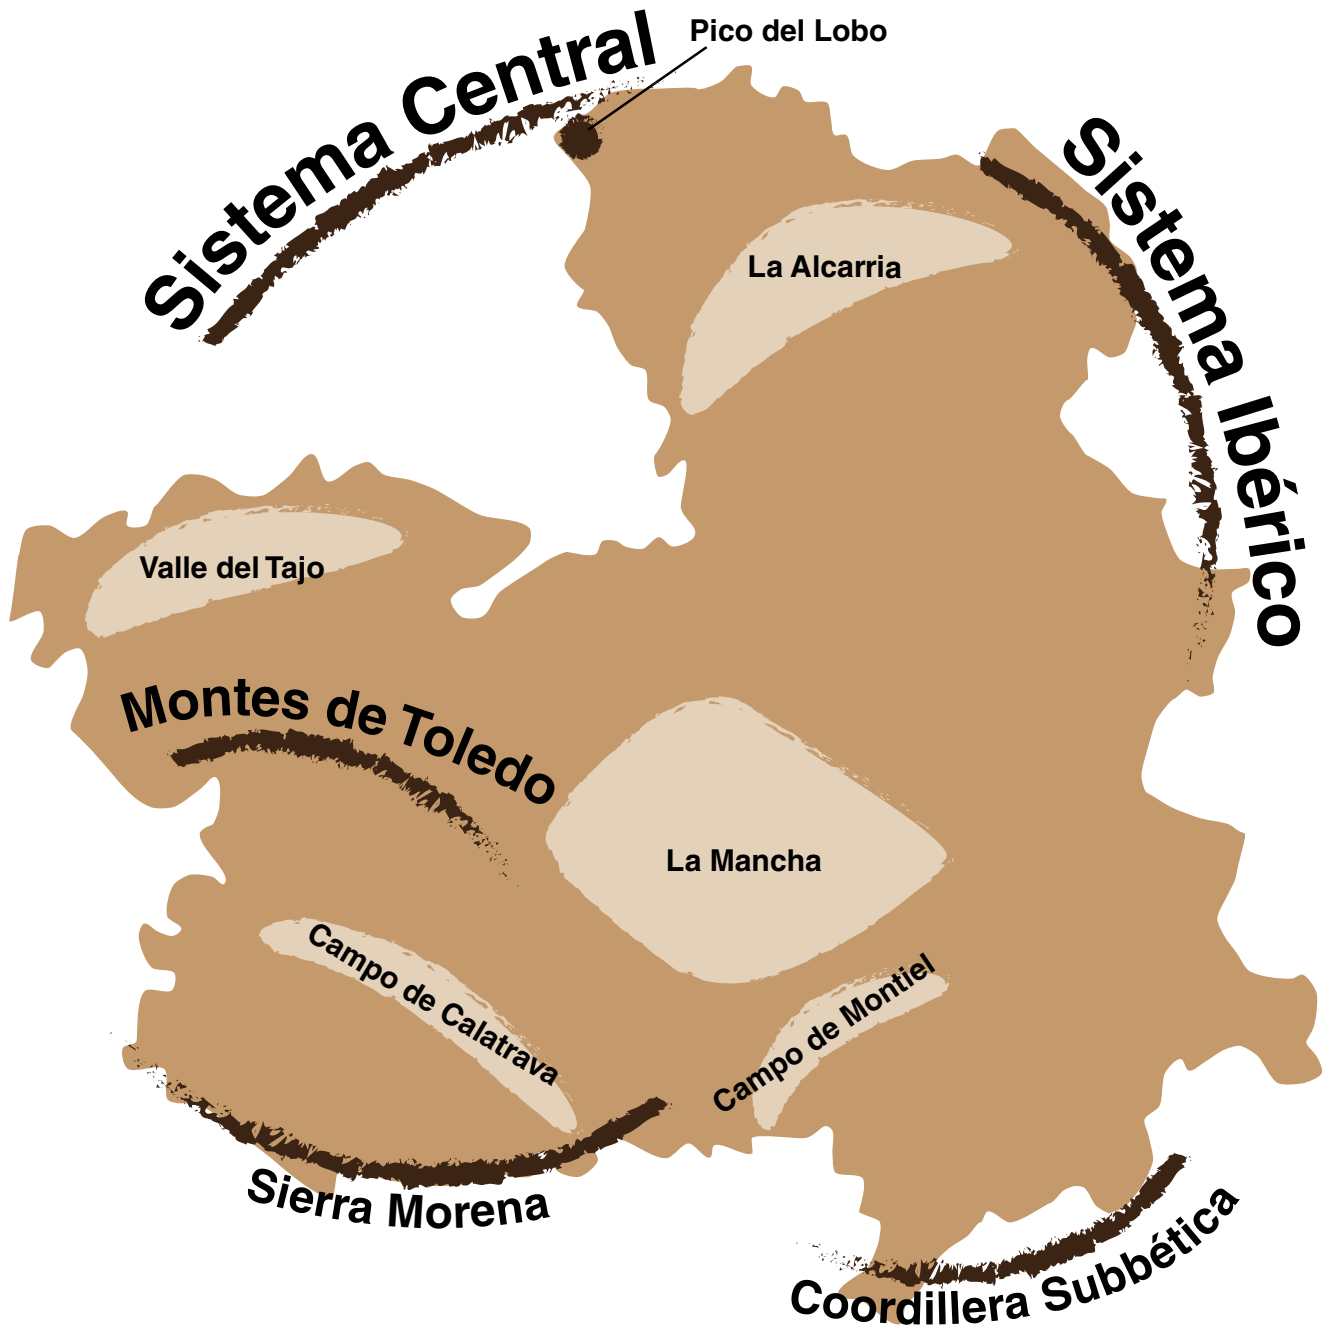 Pico del Lobo
Sistema Central
Sistema Ibérico
La Alcarria
Valle del Tajo
Montes de Toledo
La Mancha
Campo de Calatrava
Campo de Montiel
Sierra Morena
Coordillera Subbética